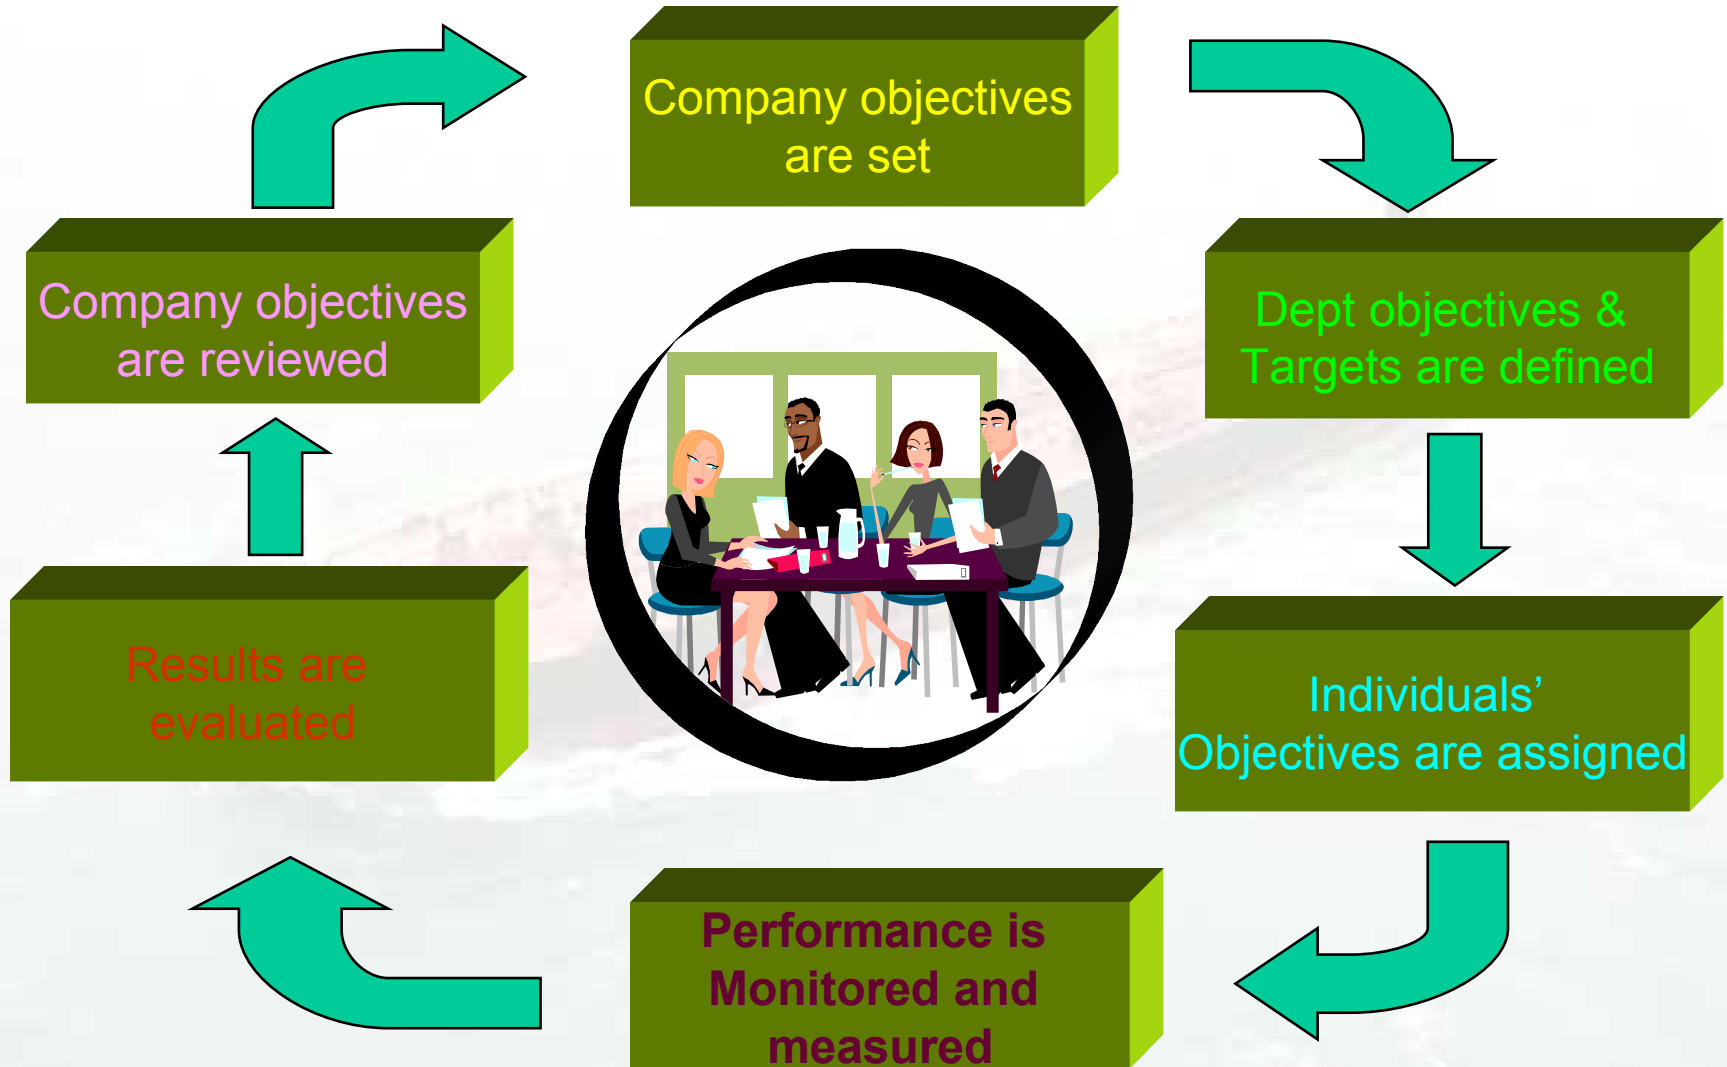 Company objectives
are set
Dept objectives &
Targets are defined
Individuals’
Objectives are assigned
Performance is
Monitored and
measured
Results are
evaluated
Company objectives
are reviewed